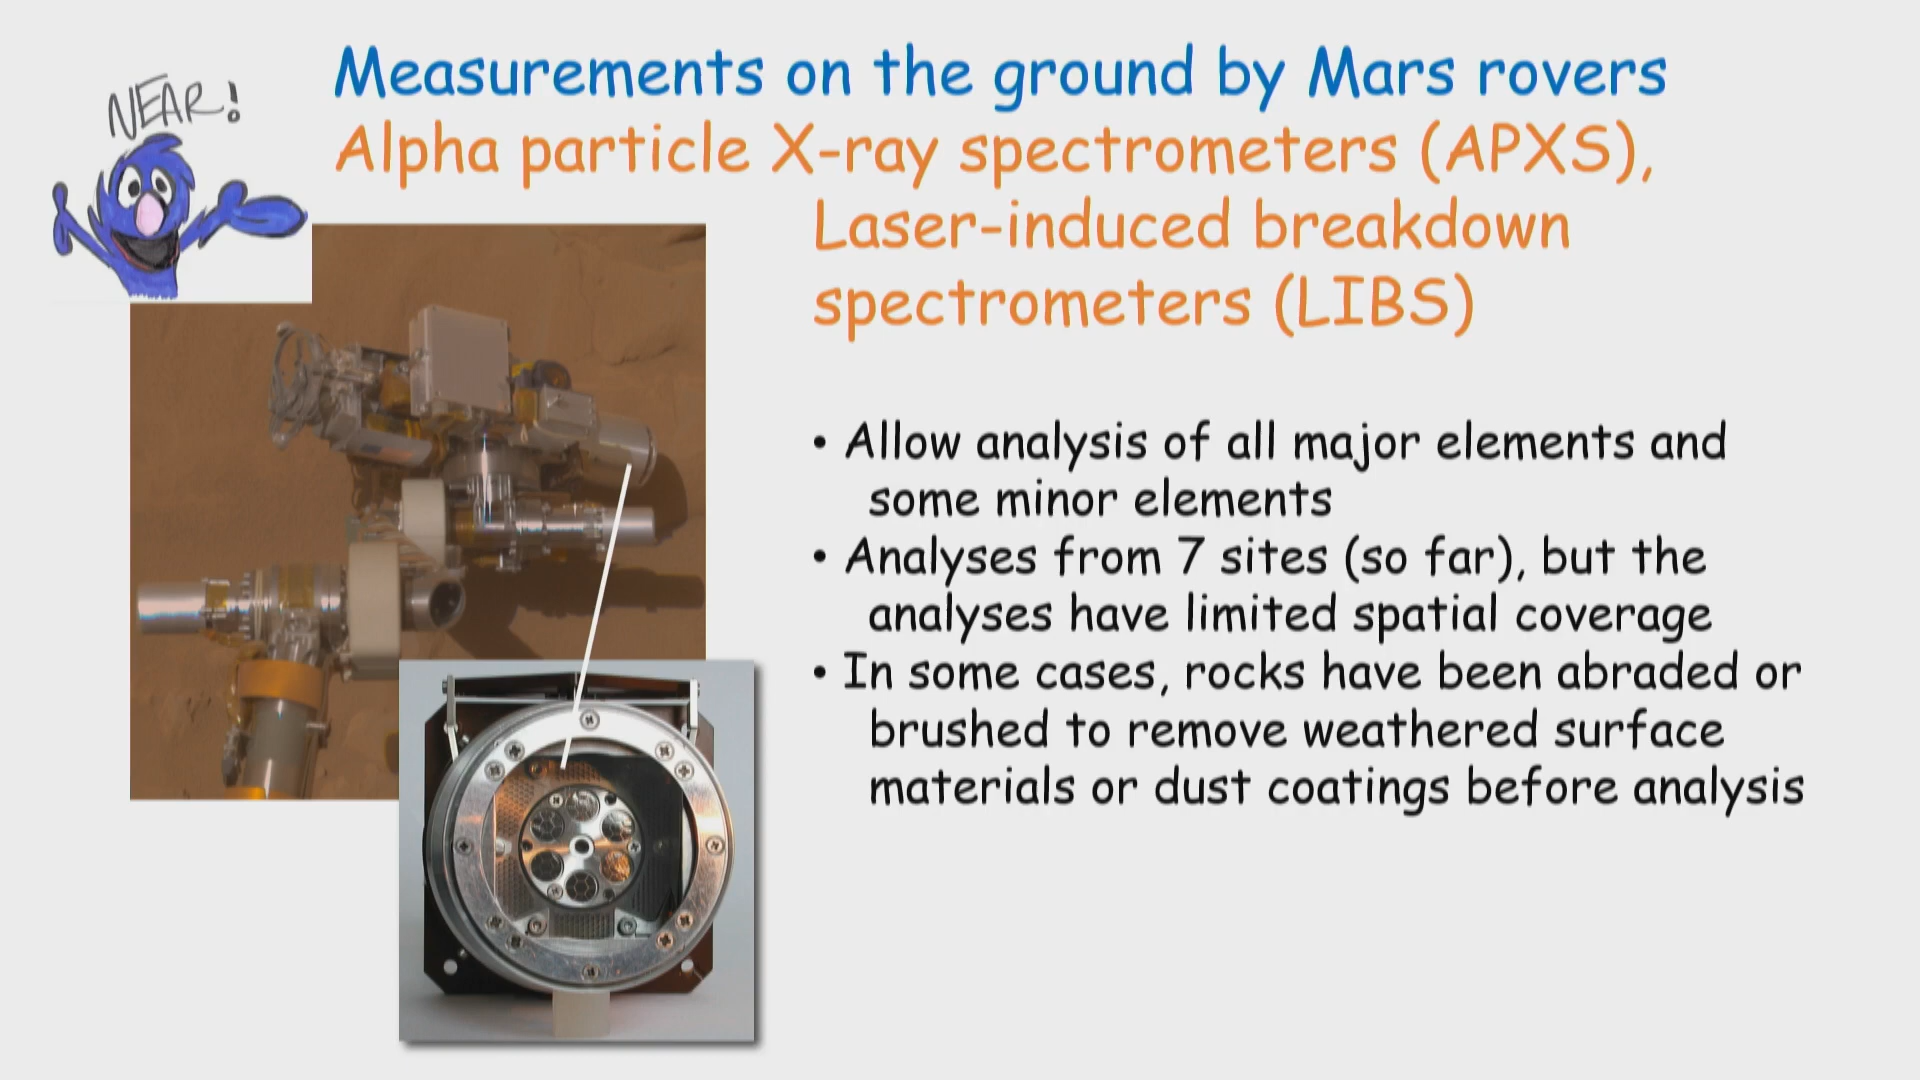 NEAR!
Measurements on the ground by Mars rovers
Alpha particle X-ray spectrometers (APXS),
Laser-induced breakdown
spectrometers (LIBS)
• Allow analysis of all major elements and
some minor elements
• Analyses from 7 sites (so far), but the
analyses have limited spatial coverage
• In some cases, rocks have been abraded or
brushed to remove weathered surface
materials or dust coatings before analysis